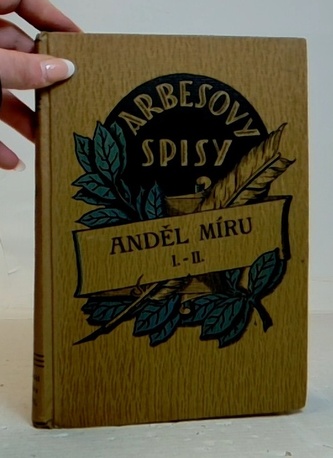 ARBESOVY
SPISY
ANDĚL MÍRU
I.-II.